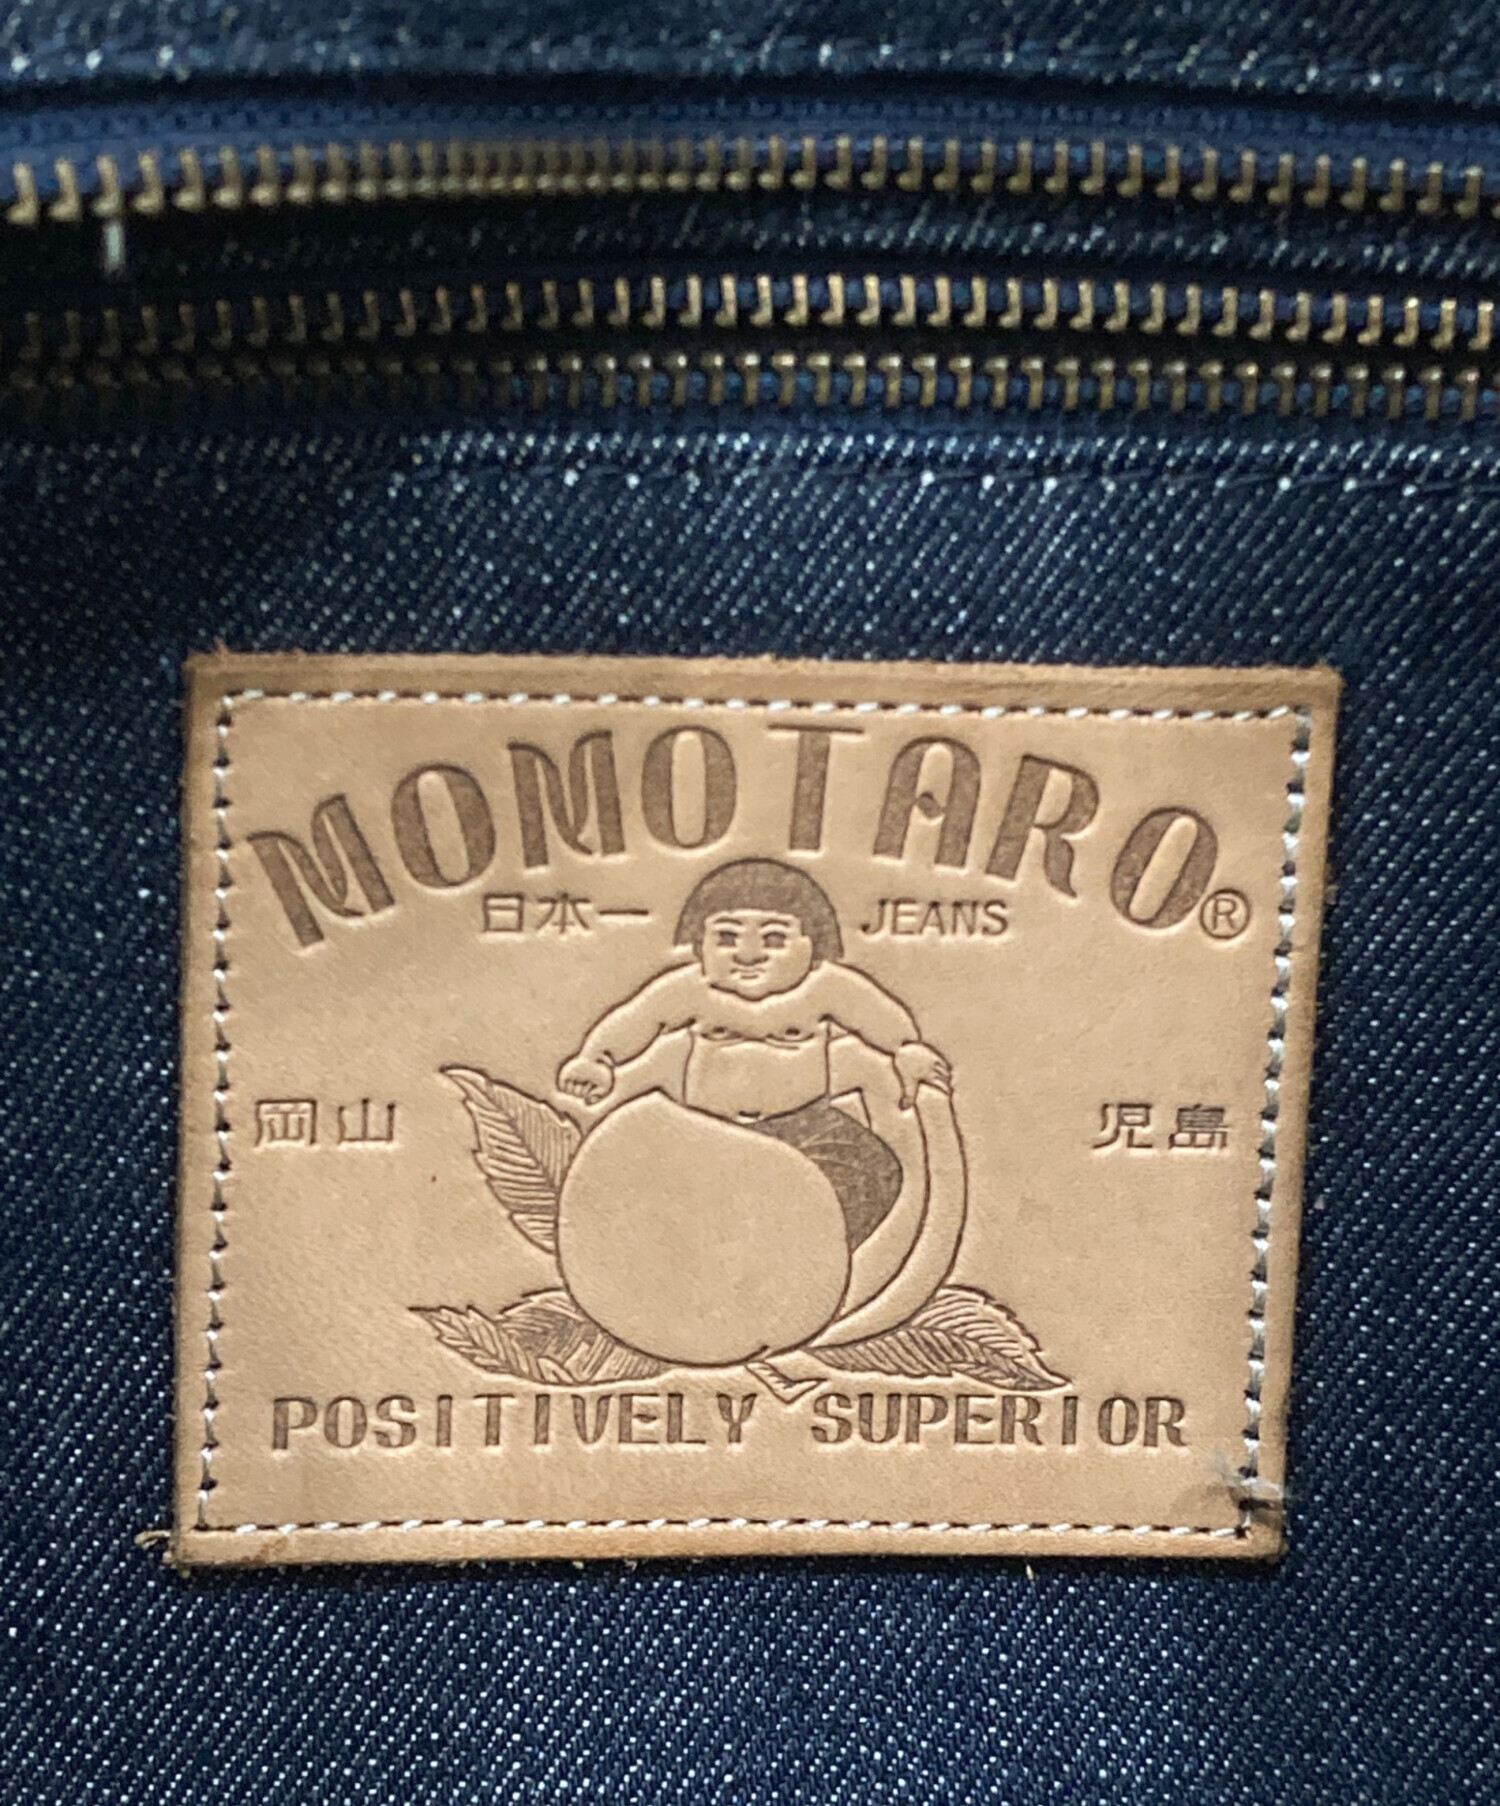 MOMOTARO®
日本一 JEANS
岡山 児島
POSITIVELY SUPERIOR